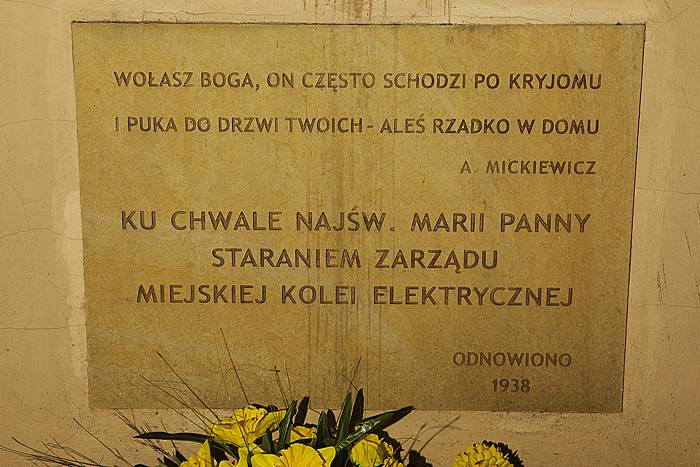 WOŁASZ BOGA, ON CZĘSTO SCHODZI PO KRYJOMU
I PUKA DO DRZWI TWOICH - ALEŚ RZADKO W DOMU
A. MICKIEWICZ
KU CHWALE NAJŚW. MARII PANNY
STARANIEM ZARZĄDU
MIEJSKIEJ KOLEI ELEKTRYCZNEJ
ODNOWIONO
1938